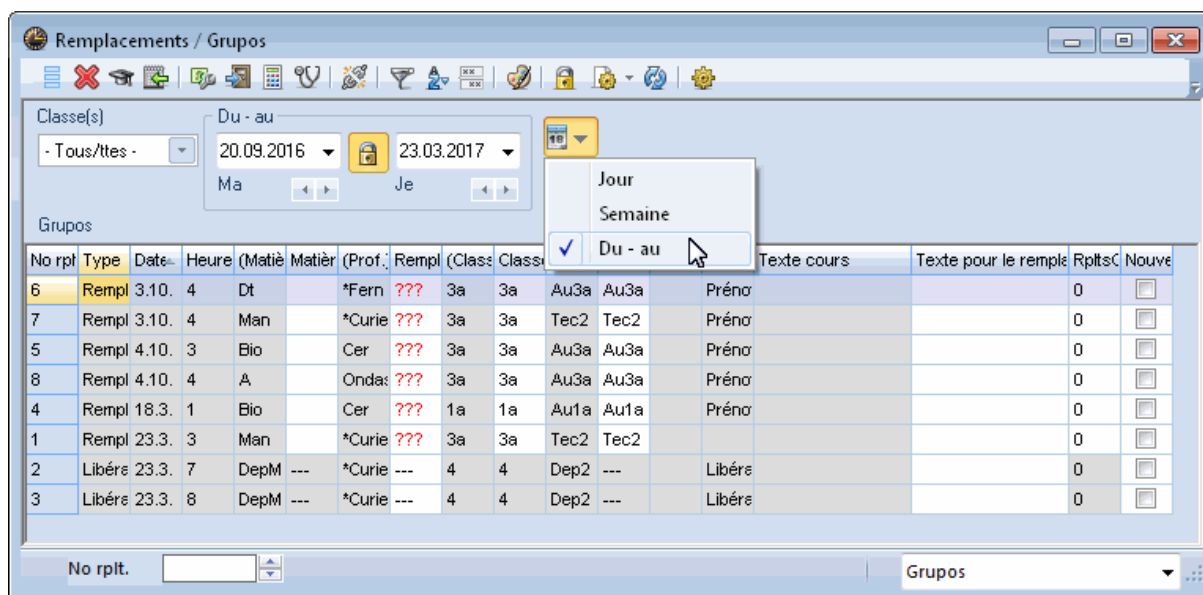 Remplacements / Grupos
Classe(s) Du - au
- Tous/ttes - 20.09.2016 23.03.2017 18
Ma Je
Jour
Semaine
Du - au
Grupos
No rpl Type Date Heure (Matiè Matièr (Prof.) Rempl (Class Class Texte cours Texte pour le rempla RpltsC Nouve
6 Rempl 3.10. 4 Dt *Fern ??? 3a 3a Au3a Au3a Préno 0
7 Rempl 3.10. 4 Man *Curie ??? 3a 3a Tec2 Tec2 Préno 0
5 Rempl 4.10. 3 Bio Cer ??? 3a 3a Au3a Au3a Préno 0
8 Rempl 4.10. 4 A Ondas ??? 3a 3a Au3a Au3a Préno 0
4 Rempl 18.3. 1 Bio Cer ??? 1a 1a Au1a Au1a Préno 0
1 Rempl 23.3. 3 Man *Curie ??? 3a 3a Tec2 Tec2 0
2 Libéra 23.3. 7 DepM --- *Curie --- 4 4 Dep2 --- Libéra 0
3 Libéra 23.3. 8 DepM --- *Curie --- 4 4 Dep2 --- Libéra 0
No rplt. Grupos